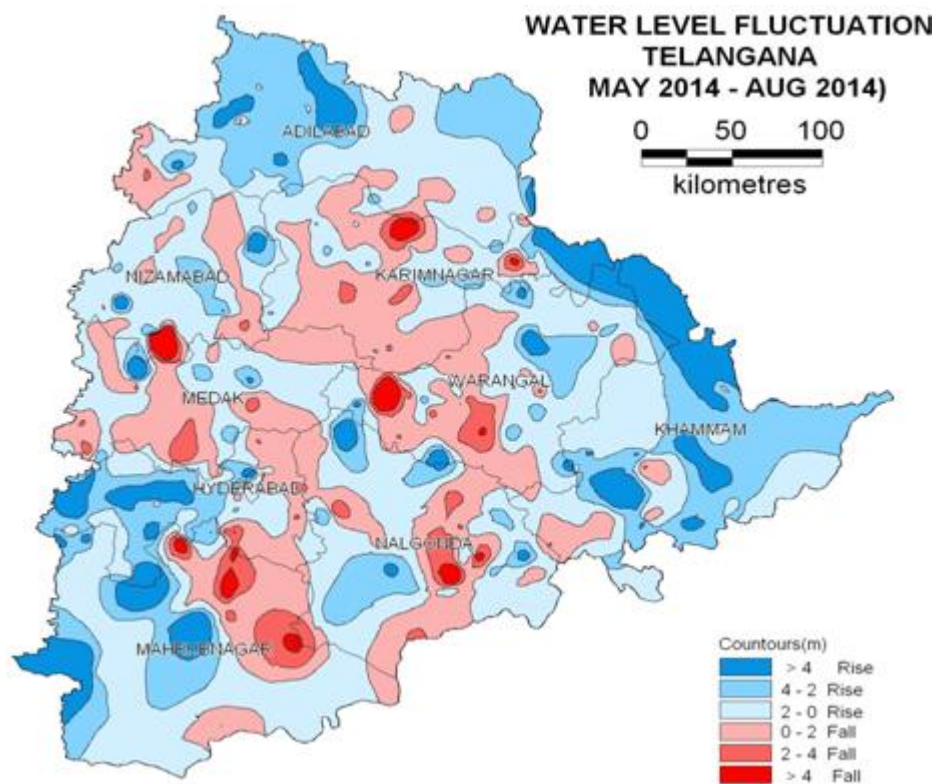 WATER LEVEL FLUCTUATION
TELANGANA
MAY 2014 - AUG 2014)
0 50 100
kilometres
ADILABAD
NIZAMABAD
KARIMNAGAR
MEDAK
WARANGAL
KHAMMAM
HYDERABAD
NALGONDA
MAHBUBNAGAR
Countours(m)
> 4 Rise
4 - 2 Rise
2 - 0 Rise
0 - 2 Fall
2 - 4 Fall
> 4 Fall